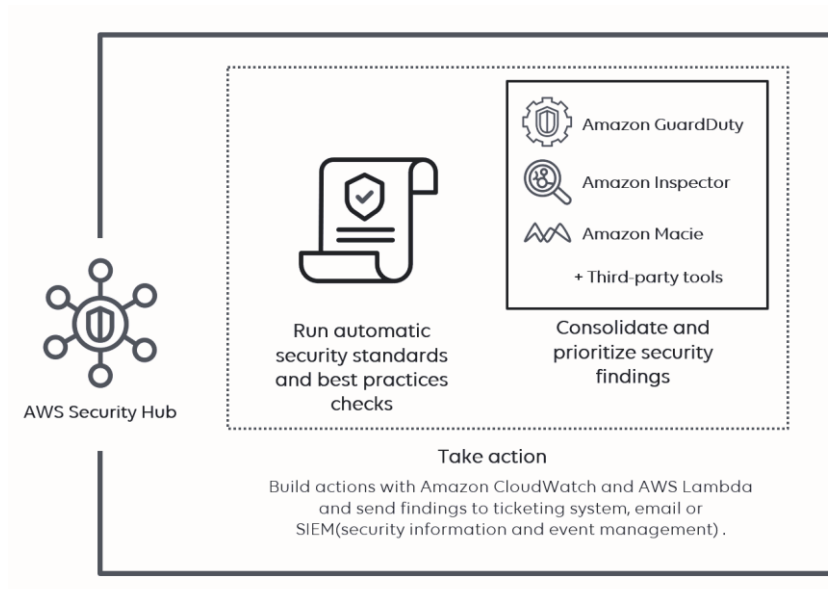 Amazon GuardDuty
Amazon Inspector
Amazon Macie
+ Third-party tools
Run automatic
security standards
and best practices
checks
Consolidate and
prioritize security
findings
AWS Security Hub
Take action
Build actions with Amazon CloudWatch and AWS Lambda
and send findings to ticketing system, email or
SIEM(security information and event management) .